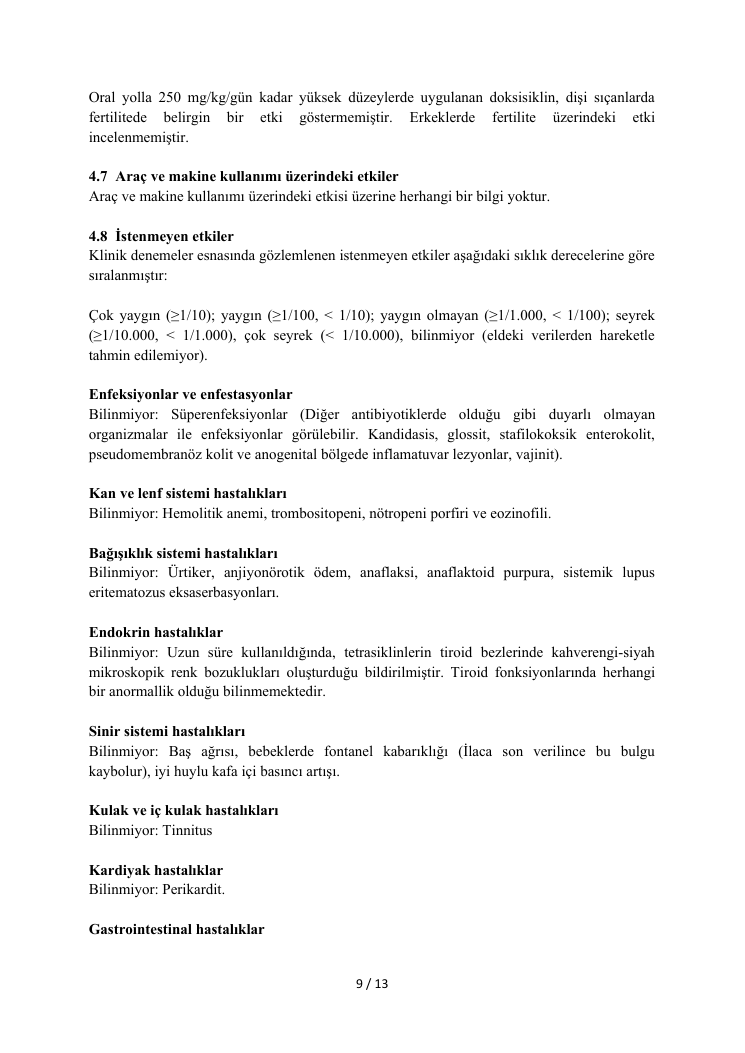 Oral yolla 250 mg/kg/gün kadar yüksek düzeylerde uygulanan doksisiklin, dişi sıçanlarda
fertilitede belirgin bir etki göstermemiştir. Erkeklerde fertilite üzerindeki etki
incelenmemiştir.
4.7 Araç ve makine kullanımı üzerindeki etkiler
Araç ve makine kullanımı üzerindeki etkisi üzerine herhangi bir bilgi yoktur.
4.8 İstenmeyen etkiler
Klinik denemeler esnasında gözlemlenen istenmeyen etkiler aşağıdaki sıklık derecelerine göre
sıralanmıştır:
Çok yaygın (≥1/10); yaygın (≥1/100, < 1/10); yaygın olmayan (≥1/1.000, < 1/100); seyrek
(≥1/10.000, < 1/1.000), çok seyrek (< 1/10.000), bilinmiyor (eldeki verilerden hareketle
tahmin edilemiyor).
Enfeksiyonlar ve enfestasyonlar
Bilinmiyor: Süperenfeksiyonlar (Diğer antibiyotiklerde olduğu gibi duyarlı olmayan
organizmalar ile enfeksiyonlar görülebilir. Kandidasis, glossit, stafilokoksik enterokolit,
pseudomembranöz kolit ve anogenital bölgede inflamatuvar lezyonlar, vajinit).
Kan ve lenf sistemi hastalıkları
Bilinmiyor: Hemolitik anemi, trombositopeni, nötropeni porfiri ve eozinofili.
Bağışıklık sistemi hastalıkları
Bilinmiyor: Ürtiker, anjiyonörotik ödem, anaflaksi, anaflaktoid purpura, sistemik lupus
eritematozus eksaserbasyonları.
Endokrin hastalıklar
Bilinmiyor: Uzun süre kullanıldığında, tetrasiklinlerin tiroid bezlerinde kahverengi-siyah
mikroskopik renk bozuklukları oluşturduğu bildirilmiştir. Tiroid fonksiyonlarında herhangi
bir anormallik olduğu bilinmemektedir.
Sinir sistemi hastalıkları
Bilinmiyor: Baş ağrısı, bebeklerde fontanel kabarıklığı (İlaca son verilince bu bulgu
kaybolur), iyi huylu kafa içi basıncı artışı.
Kulak ve iç kulak hastalıkları
Bilinmiyor: Tinnitus
Kardiyak hastalıklar
Bilinmiyor: Perikardit.
Gastrointestinal hastalıklar
9 / 13